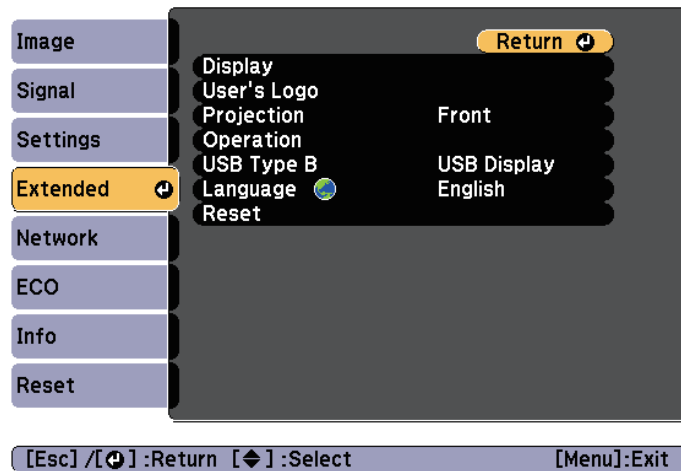 Image
Signal
Settings
Extended
Network
ECO
Info
Reset
Return
Display
User's Logo
Projection Front
Operation
USB Type B USB Display
Language English
Reset
[Esc] /[ ] :Return [ ] :Select [Menu]:Exit